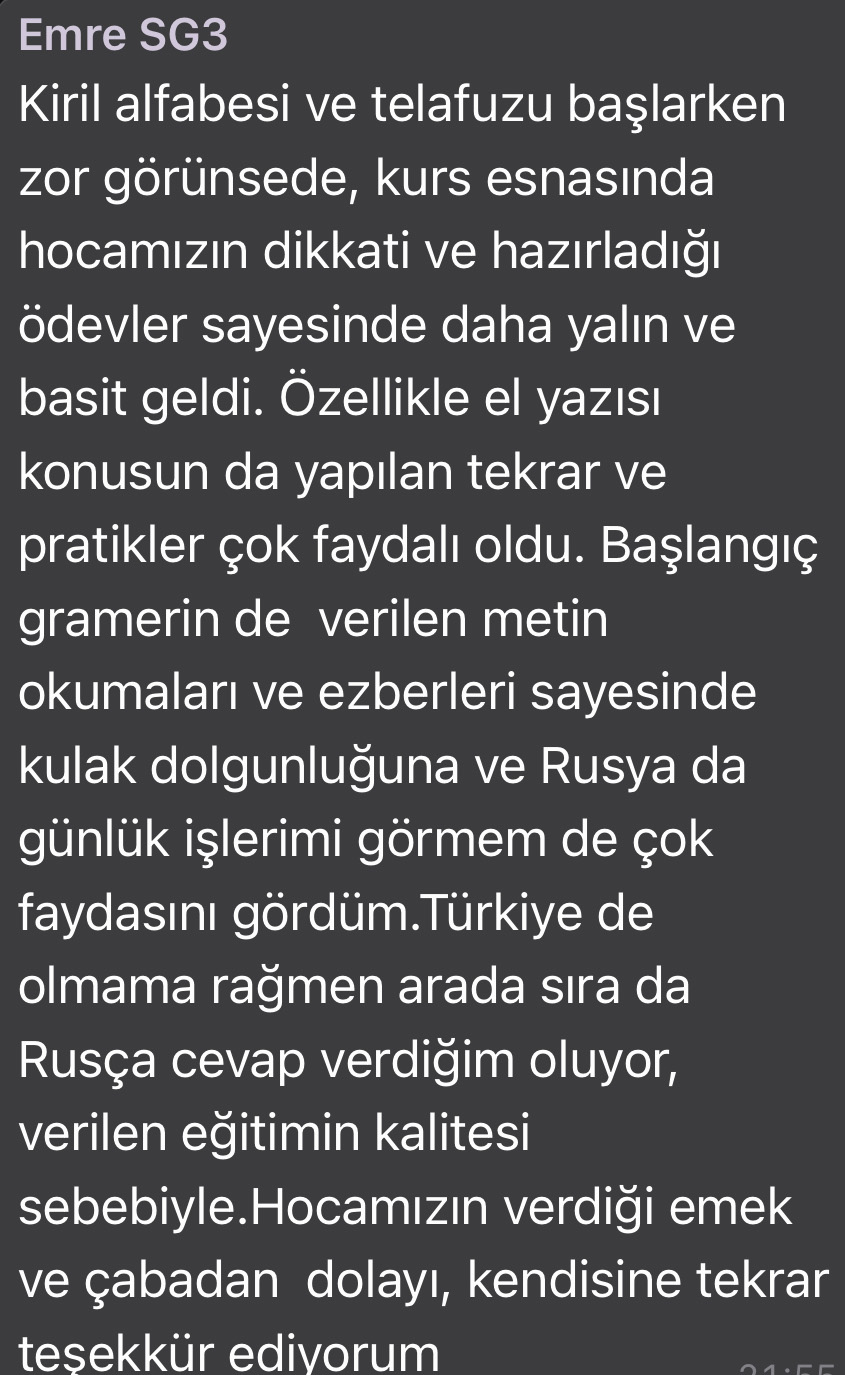 Emre SG3
Kiril alfabesi ve telafuzu başlarken
zor görünsede, kurs esnasında
hocamızın dikkati ve hazırladığı
ödevler sayesinde daha yalın ve
basit geldi. Özellikle el yazısı
konusun da yapılan tekrar ve
pratikler çok faydalı oldu. Başlangıç
gramerin de  verilen metin
okumaları ve ezberleri sayesinde
kulak dolgunluğuna ve Rusya da
günlük işlerimi görmem de çok
faydasını gördüm.Türkiye de
olmama rağmen arada sıra da
Rusça cevap verdiğim oluyor,
verilen eğitimin kalitesi
sebebiyle.Hocamızın verdiği emek
ve çabadan  dolayı, kendisine tekrar
teşekkür ediyorum